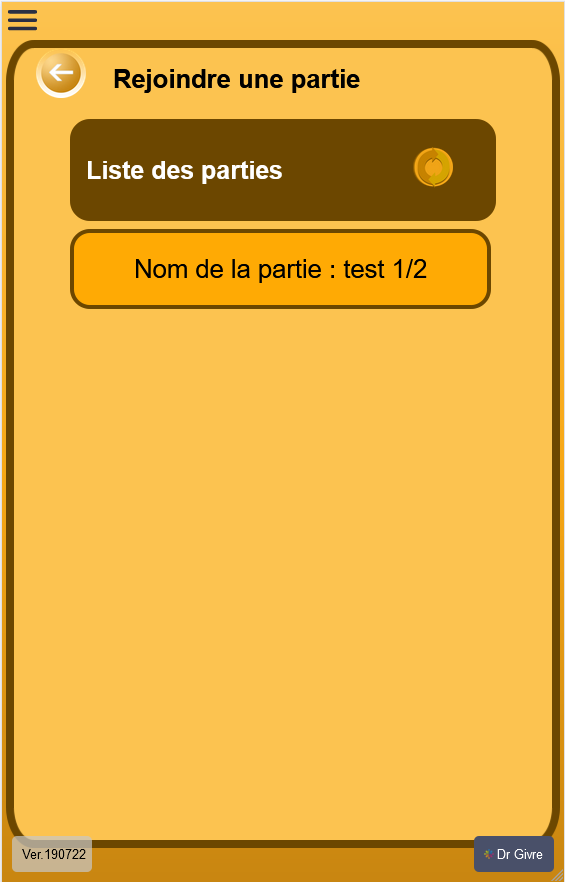 Rejoindre une partie
Liste des parties
Nom de la partie : test 1/2
Ver.190722
Dr Givre